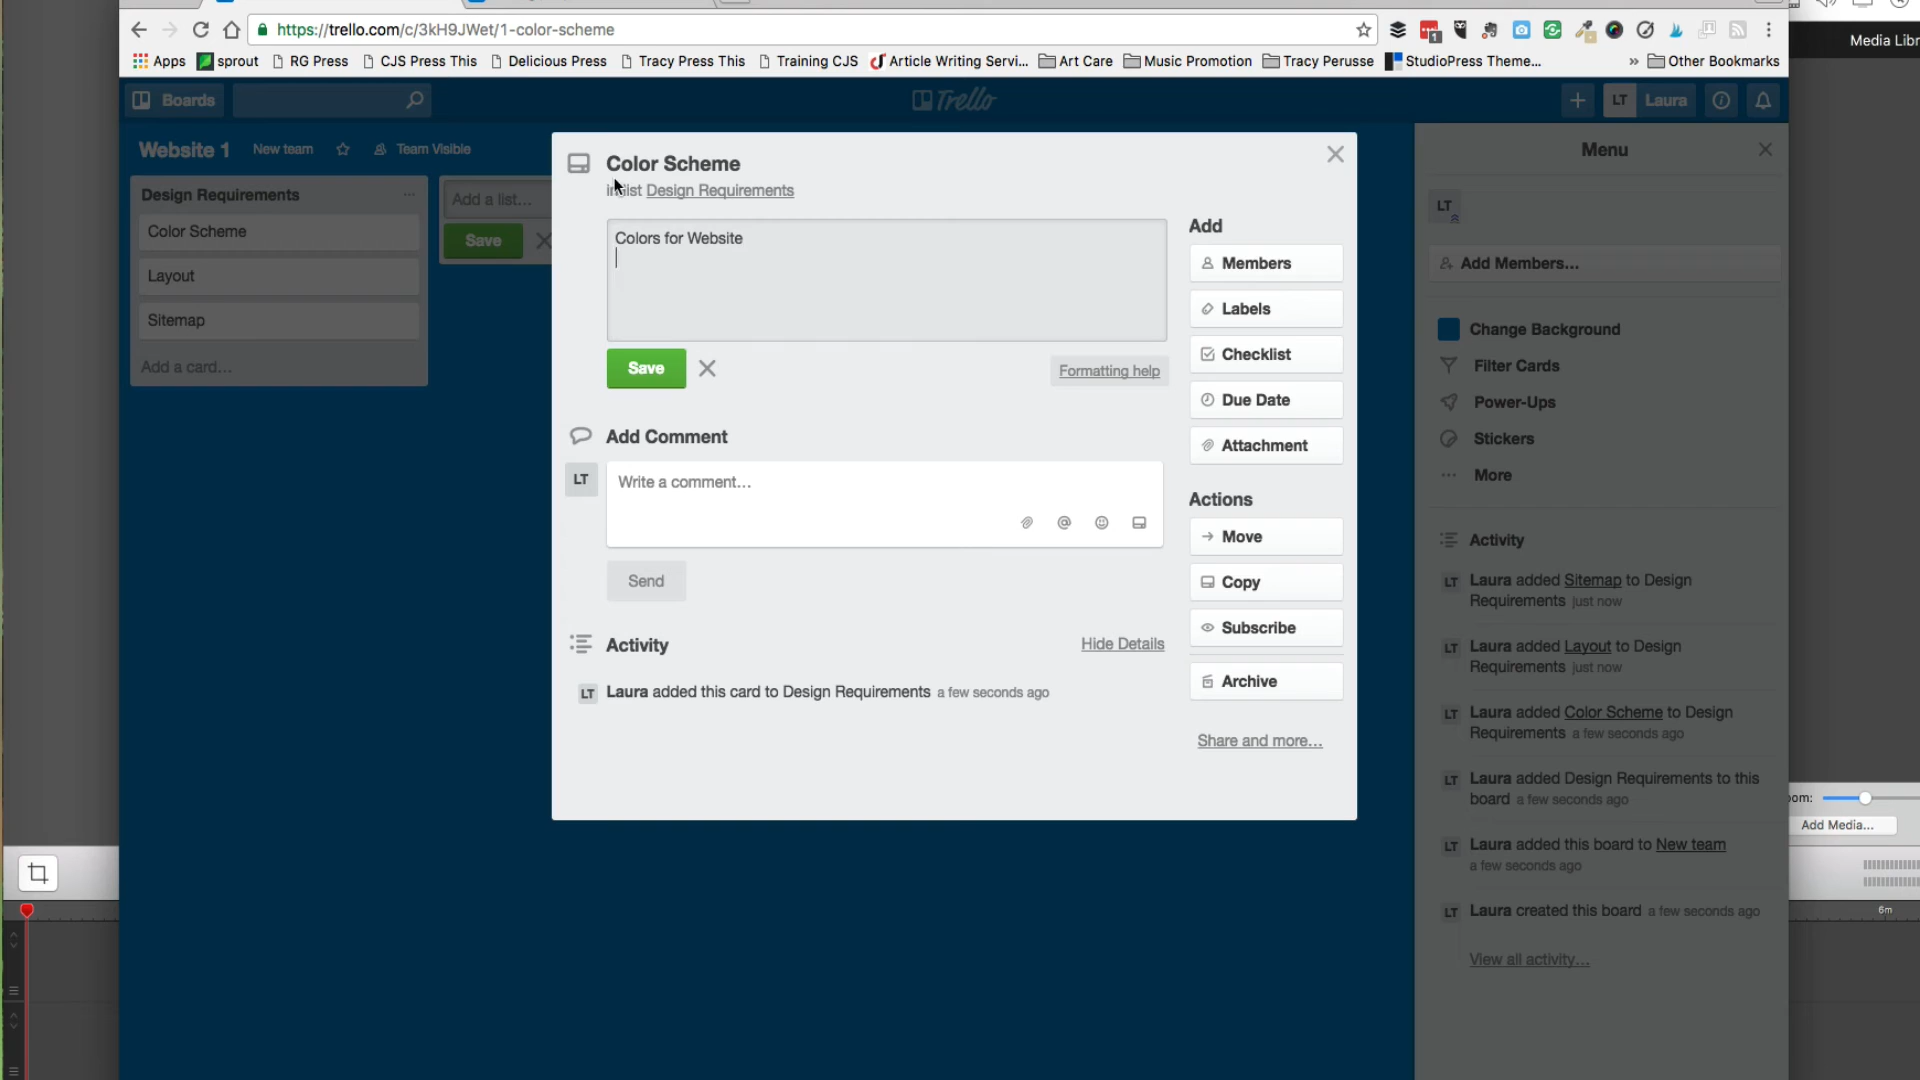 https://trello.com/c/3kH9JWet/1-color-scheme
Media Libr
Apps sprout RG Press CJS Press This Delicious Press Tracy Press This Training CJS Article Writing Servi... Art Care Music Promotion Tracy Perusse StudioPress Theme... » Other Bookmarks
Boards
Trello
LT Laura
Website 1 New team Team Visible
Menu
Design Requirements
Color Scheme
Layout
Sitemap
Add a card...
Add a list...
Save
Color Scheme
in list Design Requirements
Colors for Website
Save
Formatting help
Add Comment
LT
Write a comment...
@
Send
Activity
Hide Details
LT Laura added this card to Design Requirements a few seconds ago
Add
Members
Labels
Checklist
Due Date
Attachment
Actions
Move
Copy
Subscribe
Archive
Share and more...
LT
Add Members...
Change Background
Filter Cards
Power-Ups
Stickers
More
Activity
LT Laura added Sitemap to Design
Requirements just now
LT Laura added Layout to Design
Requirements just now
LT Laura added Color Scheme to Design
Requirements a few seconds ago
LT Laura added Design Requirements to this
board a few seconds ago
LT Laura added this board to New team
a few seconds ago
LT Laura created this board a few seconds ago
View all activity...
oom:
Add Media...
6m